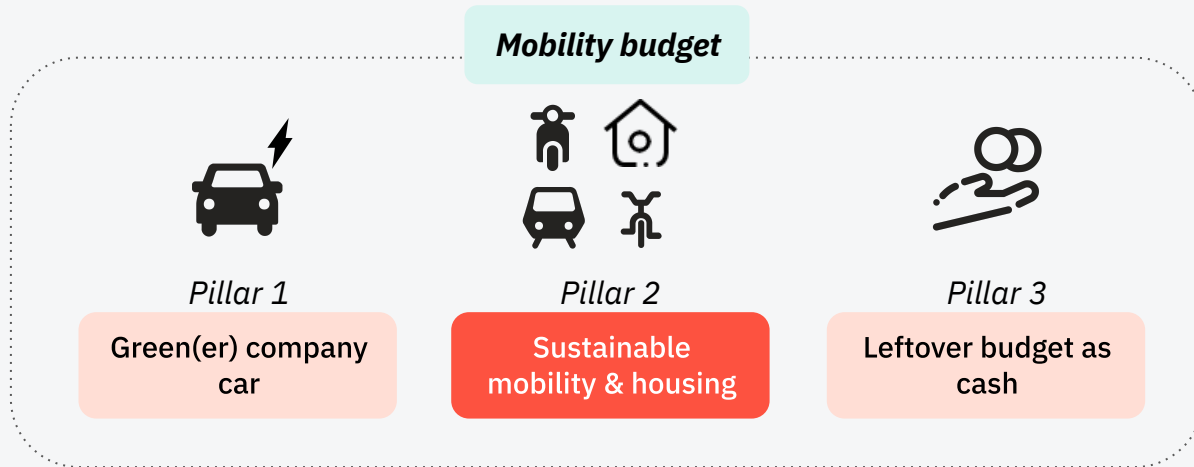 Mobility budget
Pillar 1
Green(er) company
car
Pillar 2
Sustainable
mobility & housing
Pillar 3
Leftover budget as
cash